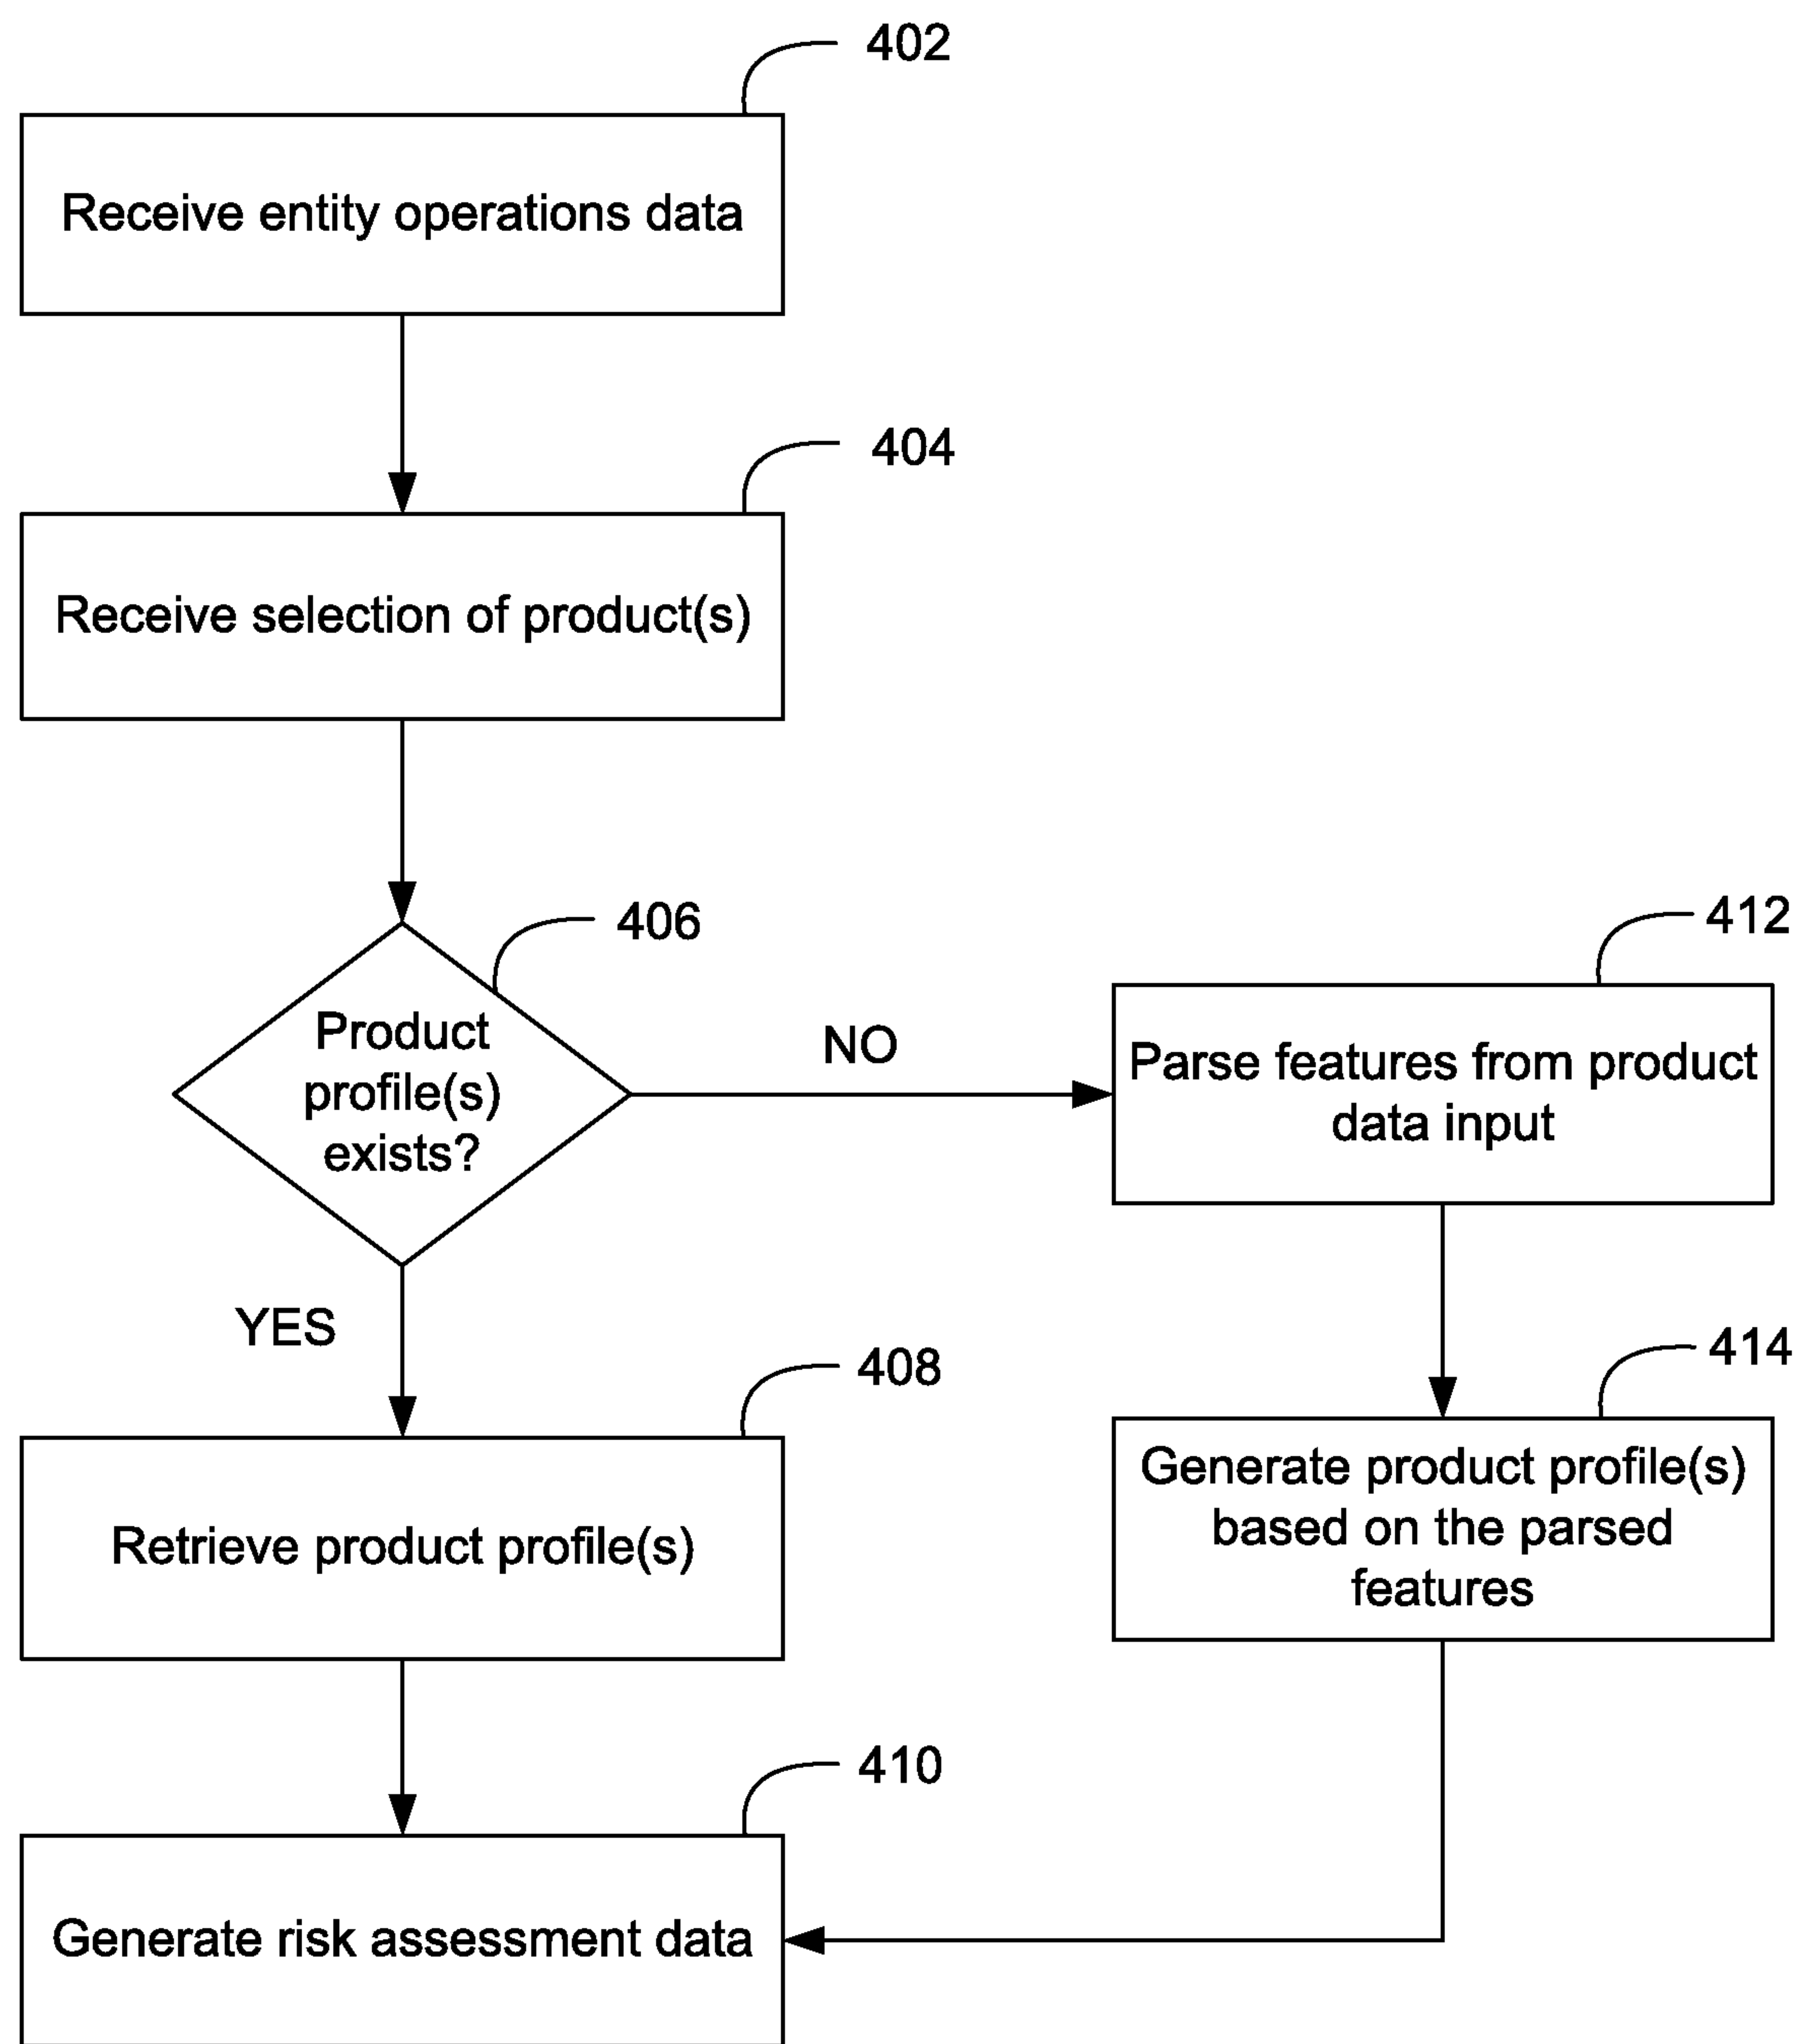 402
Receive entity operations data
404
Receive selection of product(s)
406
Product
profile(s)
exists?
NO
412
Parse features from product
data input
YES
408
Retrieve product profile(s)
414
Generate product profile(s)
based on the parsed
features
410
Generate risk assessment data